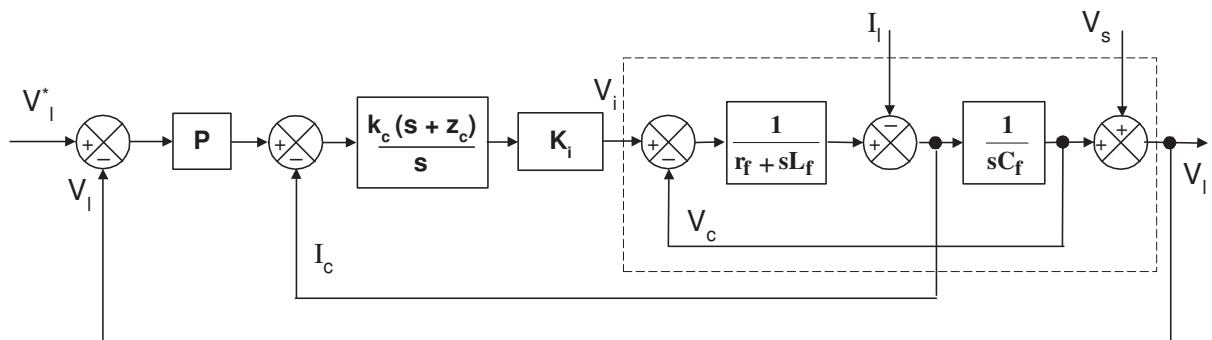 I_l
V_s
V*_l
+
−
V_l
P
+
−
k_c (s + z_c)
s
K_i
V_i
+
−
1
r_f + sL_f
−
+
1
sC_f
+
+
V_l
V_c
I_c